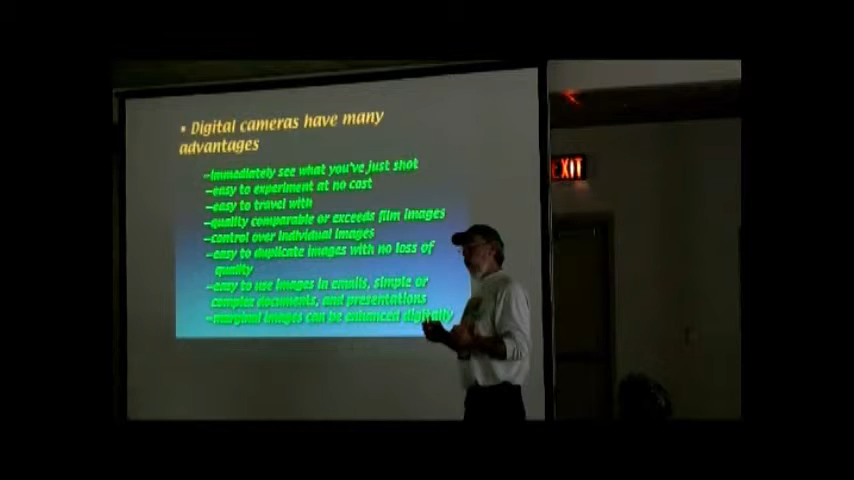 • Digital cameras have many
advantages
–immediately see what you've just shot
–easy to experiment at no cost
–easy to travel with
–quality comparable or exceeds film images
–control over individual images
–easy to duplicate images with no loss of
quality
–easy to use images in emails, simple or
complex documents, and presentations
–marginal images can be enhanced digitally
EXIT